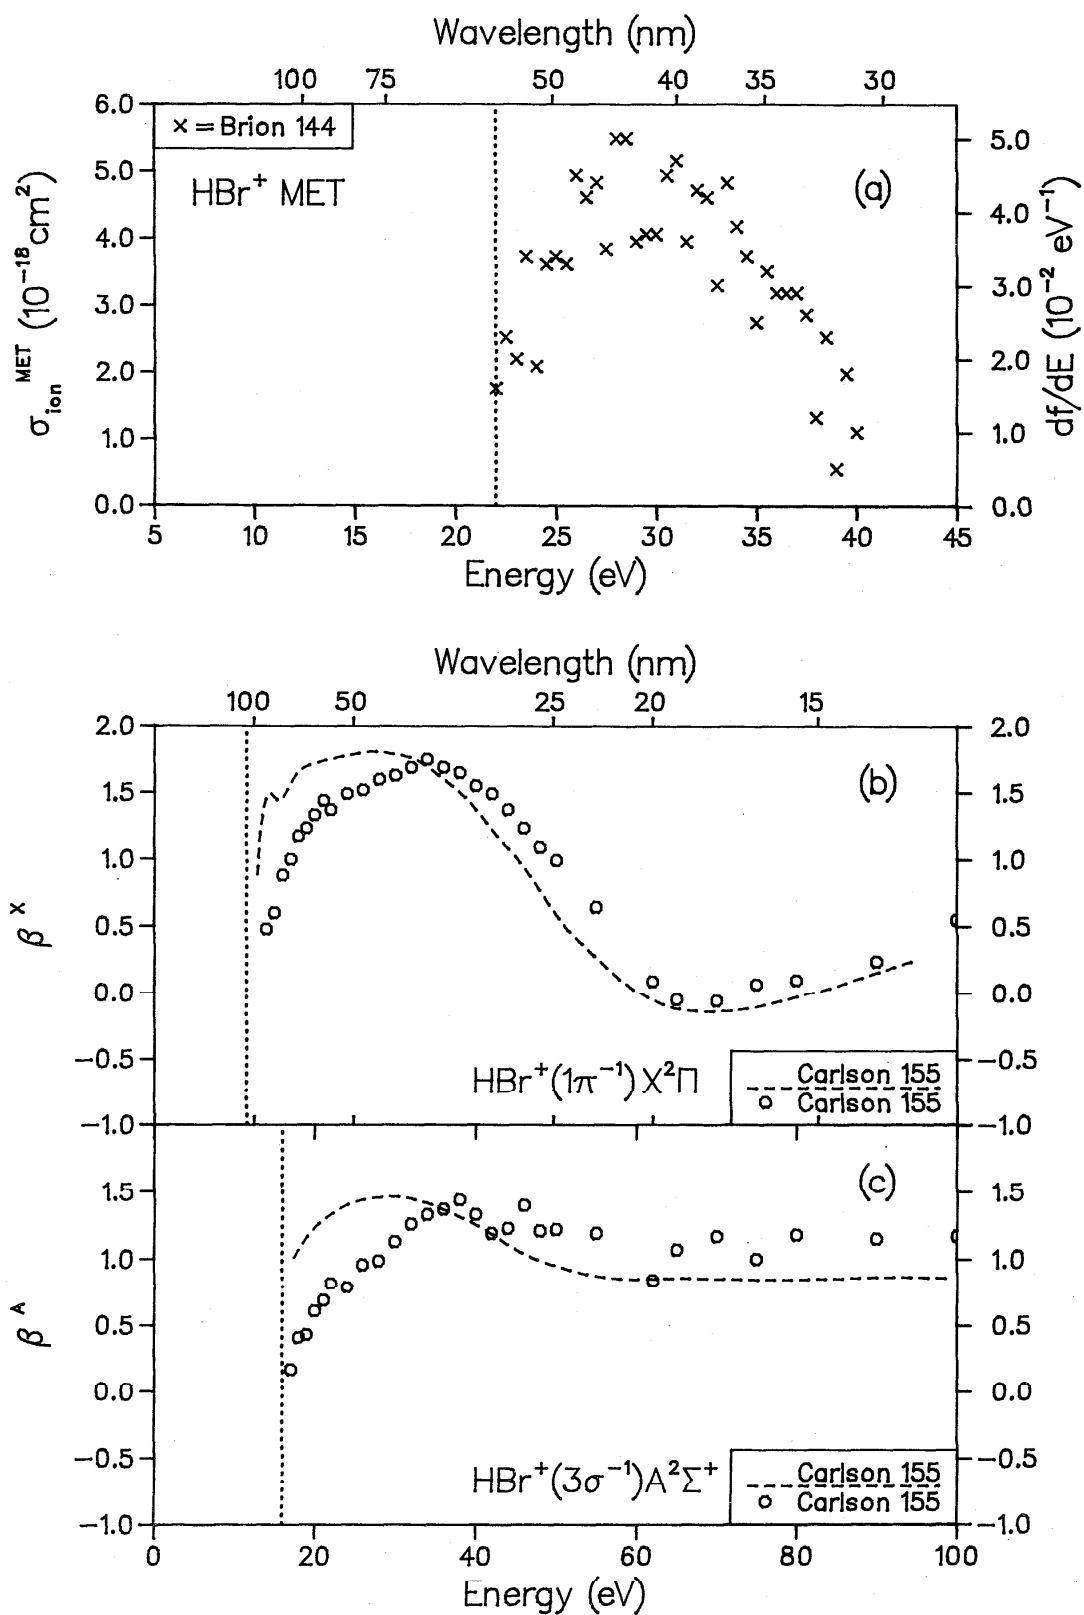 Wavelength (nm)
100 75 50 40 35 30
6.0
5.0
4.0
3.0
2.0
1.0
0.0
σion^MET (10⁻¹⁸cm²)
× = Brion 144
HBr⁺ MET
(a)
5.0
4.0
3.0
2.0
1.0
0.0
df/dE (10⁻² eV⁻¹)
5 10 15 20 25 30 35 40 45
Energy (eV)
Wavelength (nm)
100 50 25 20 15
2.0
1.5
1.0
0.5
0.0
−0.5
−1.0
β^X
(b)
HBr⁺(1π⁻¹)X²Π
Carlson 155
Carlson 155
2.0
1.5
1.0
0.5
0.0
−0.5
−1.0
1.5
1.0
0.5
0.0
−0.5
−1.0
β^A
(c)
HBr⁺(3σ⁻¹)A²Σ⁺
Carlson 155
Carlson 155
1.5
1.0
0.5
0.0
−0.5
−1.0
0 20 40 60 80 100
Energy (eV)